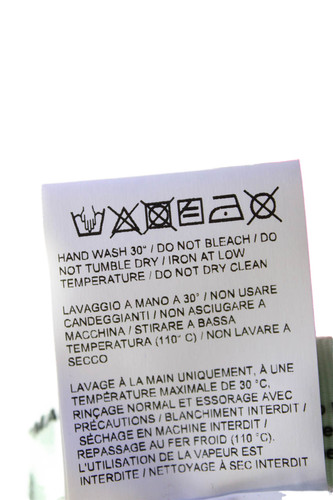 HAND WASH 30° / DO NOT BLEACH / DO
NOT TUMBLE DRY / IRON AT LOW
TEMPERATURE / DO NOT DRY CLEAN
LAVAGGIO A MANO A 30° / NON USARE
CANDEGGIANTI / NON ASCIUGARE A
MACCHINA / STIRARE A BASSA
TEMPERATURA (110° C) / NON LAVARE A
SECCO
LAVAGE À LA MAIN UNIQUEMENT, À UNE
TEMPÉRATURE MAXIMALE DE 30 °C,
RINÇAGE NORMAL ET ESSORAGE AVEC
PRÉCAUTIONS / BLANCHIMENT INTERDIT /
SÉCHAGE EN MACHINE INTERDIT /
REPASSAGE AU FER FROID (110 °C).
L'UTILISATION DE LA VAPEUR EST
INTERDITE / NETTOYAGE À SEC INTERDIT